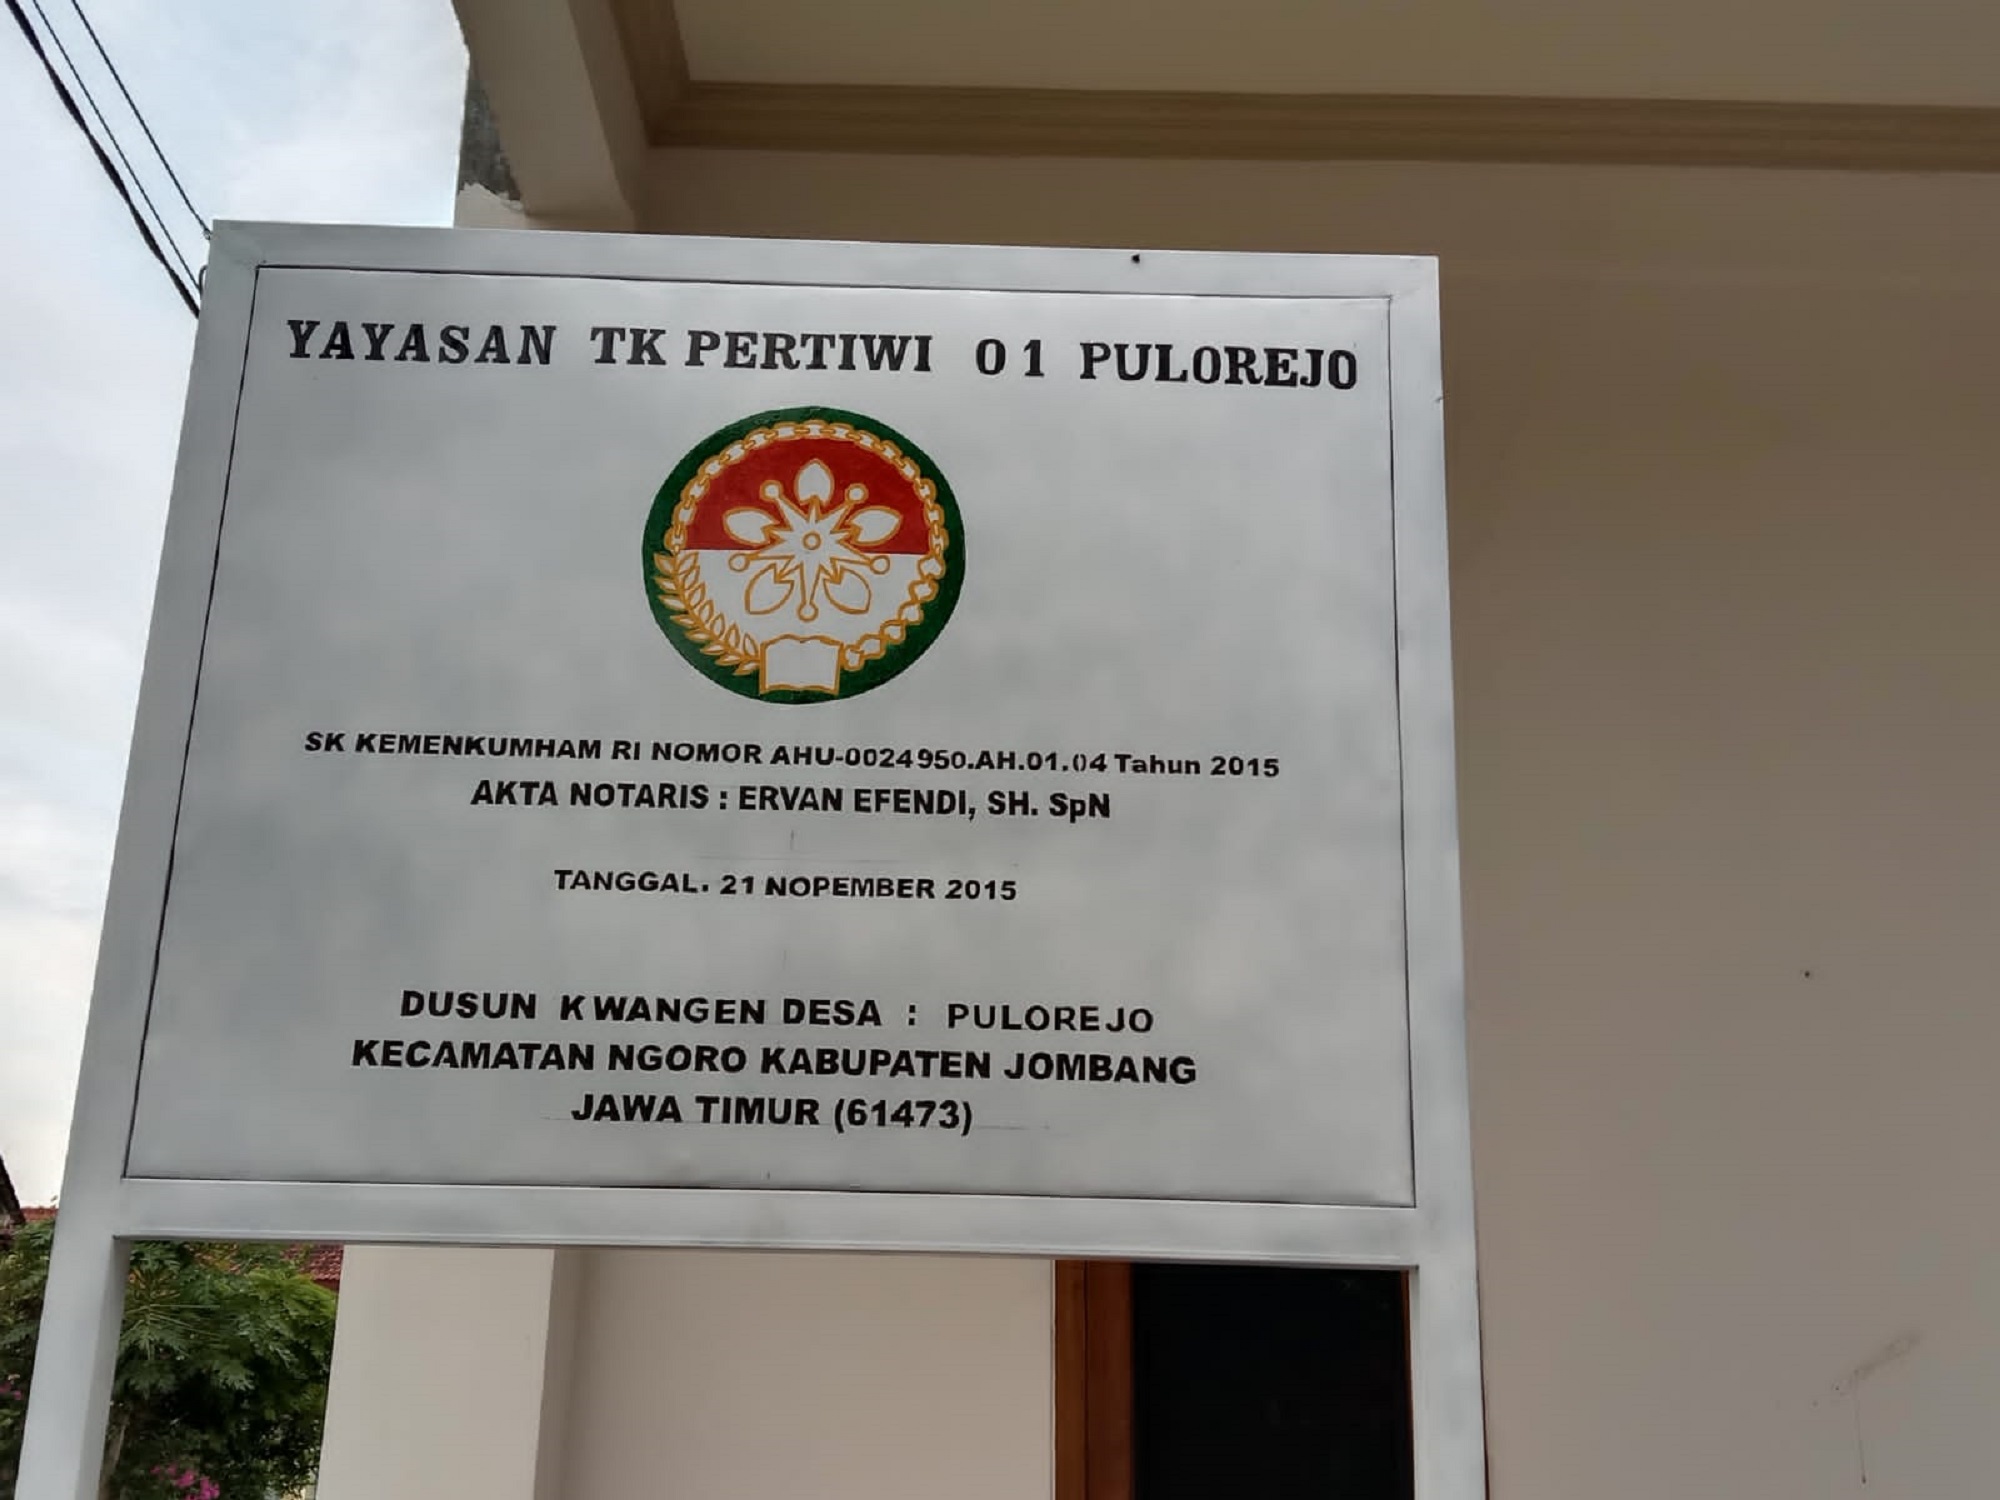 YAYASAN TK PERTIWI 01 PULOREJO
SK KEMENKUMHAM RI NOMOR AHU-0024950.AH.01.04 Tahun 2015
AKTA NOTARIS : ERVAN EFENDI, SH. SpN
TANGGAL. 21 NOPEMBER 2015
DUSUN KWANGEN DESA : PULOREJO
KECAMATAN NGORO KABUPATEN JOMBANG
JAWA TIMUR (61473)